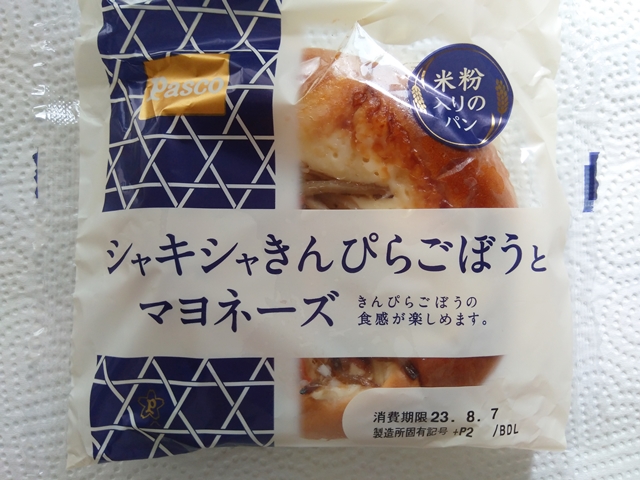 Pasco
米粉
入りの
パン
シャキシャきんぴらごぼうと
マヨネーズ
きんぴらごぼうの
食感が楽しめます。
消費期限 23. 8. 7
製造所固有記号 +P2 /BDL